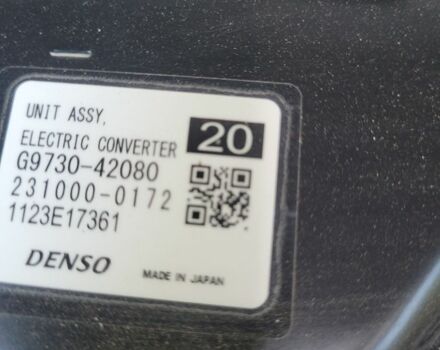 UNIT ASSY,
ELECTRIC CONVERTER 20
G9730-42080
231000-0172
1123E17361
DENSO MADE IN JAPAN